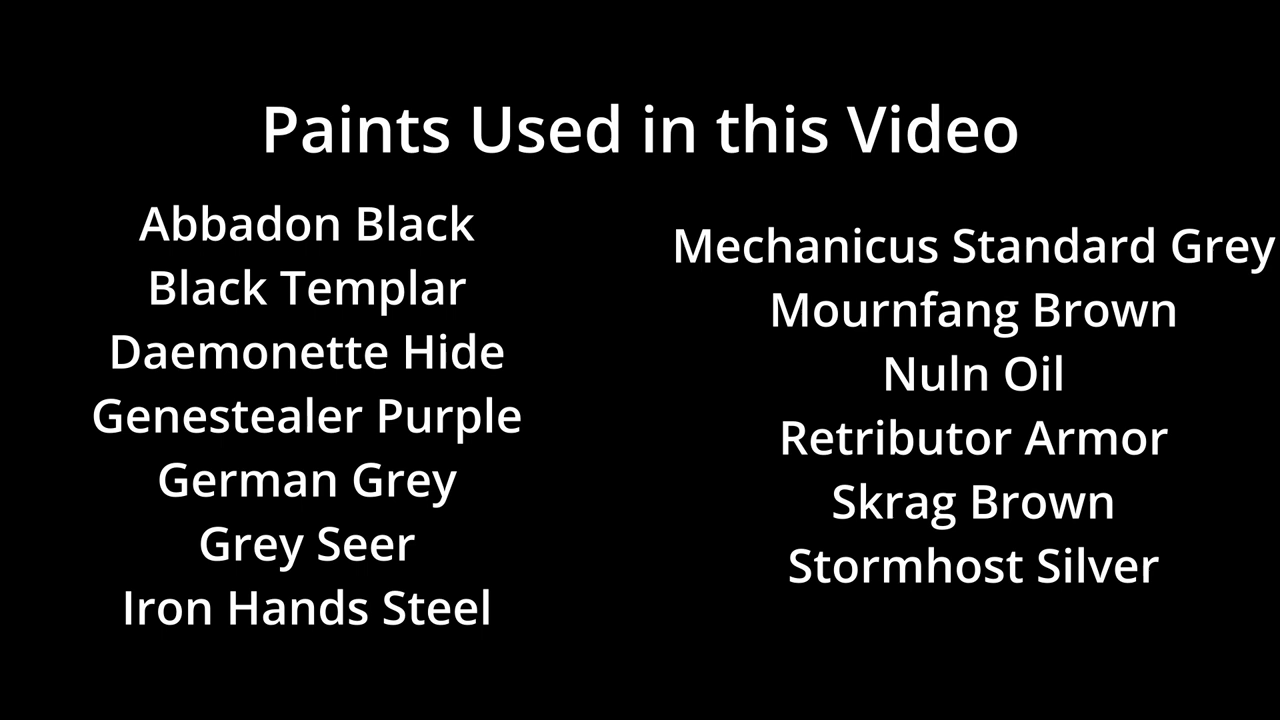 Paints Used in this Video
Abbadon Black
Black Templar
Daemonette Hide
Genestealer Purple
German Grey
Grey Seer
Iron Hands Steel
Mechanicus Standard Grey
Mournfang Brown
Nuln Oil
Retributor Armor
Skrag Brown
Stormhost Silver